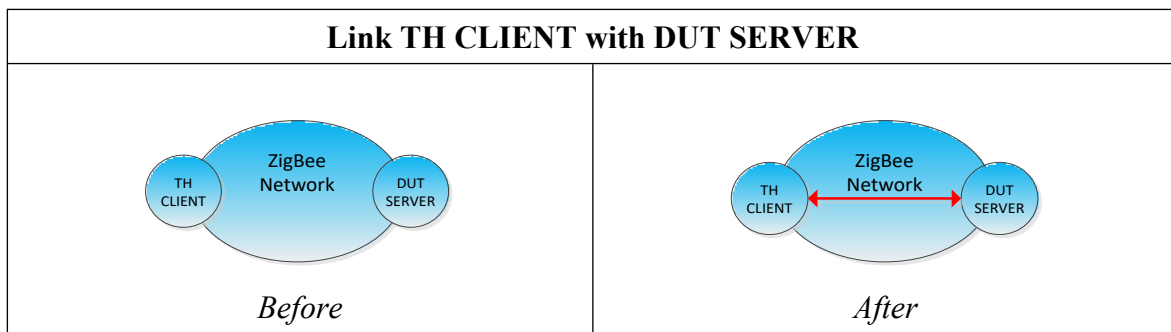 Link TH CLIENT with DUT SERVER
ZigBee
Network
TH
CLIENT
DUT
SERVER
Before
ZigBee
Network
TH
CLIENT
DUT
SERVER
After